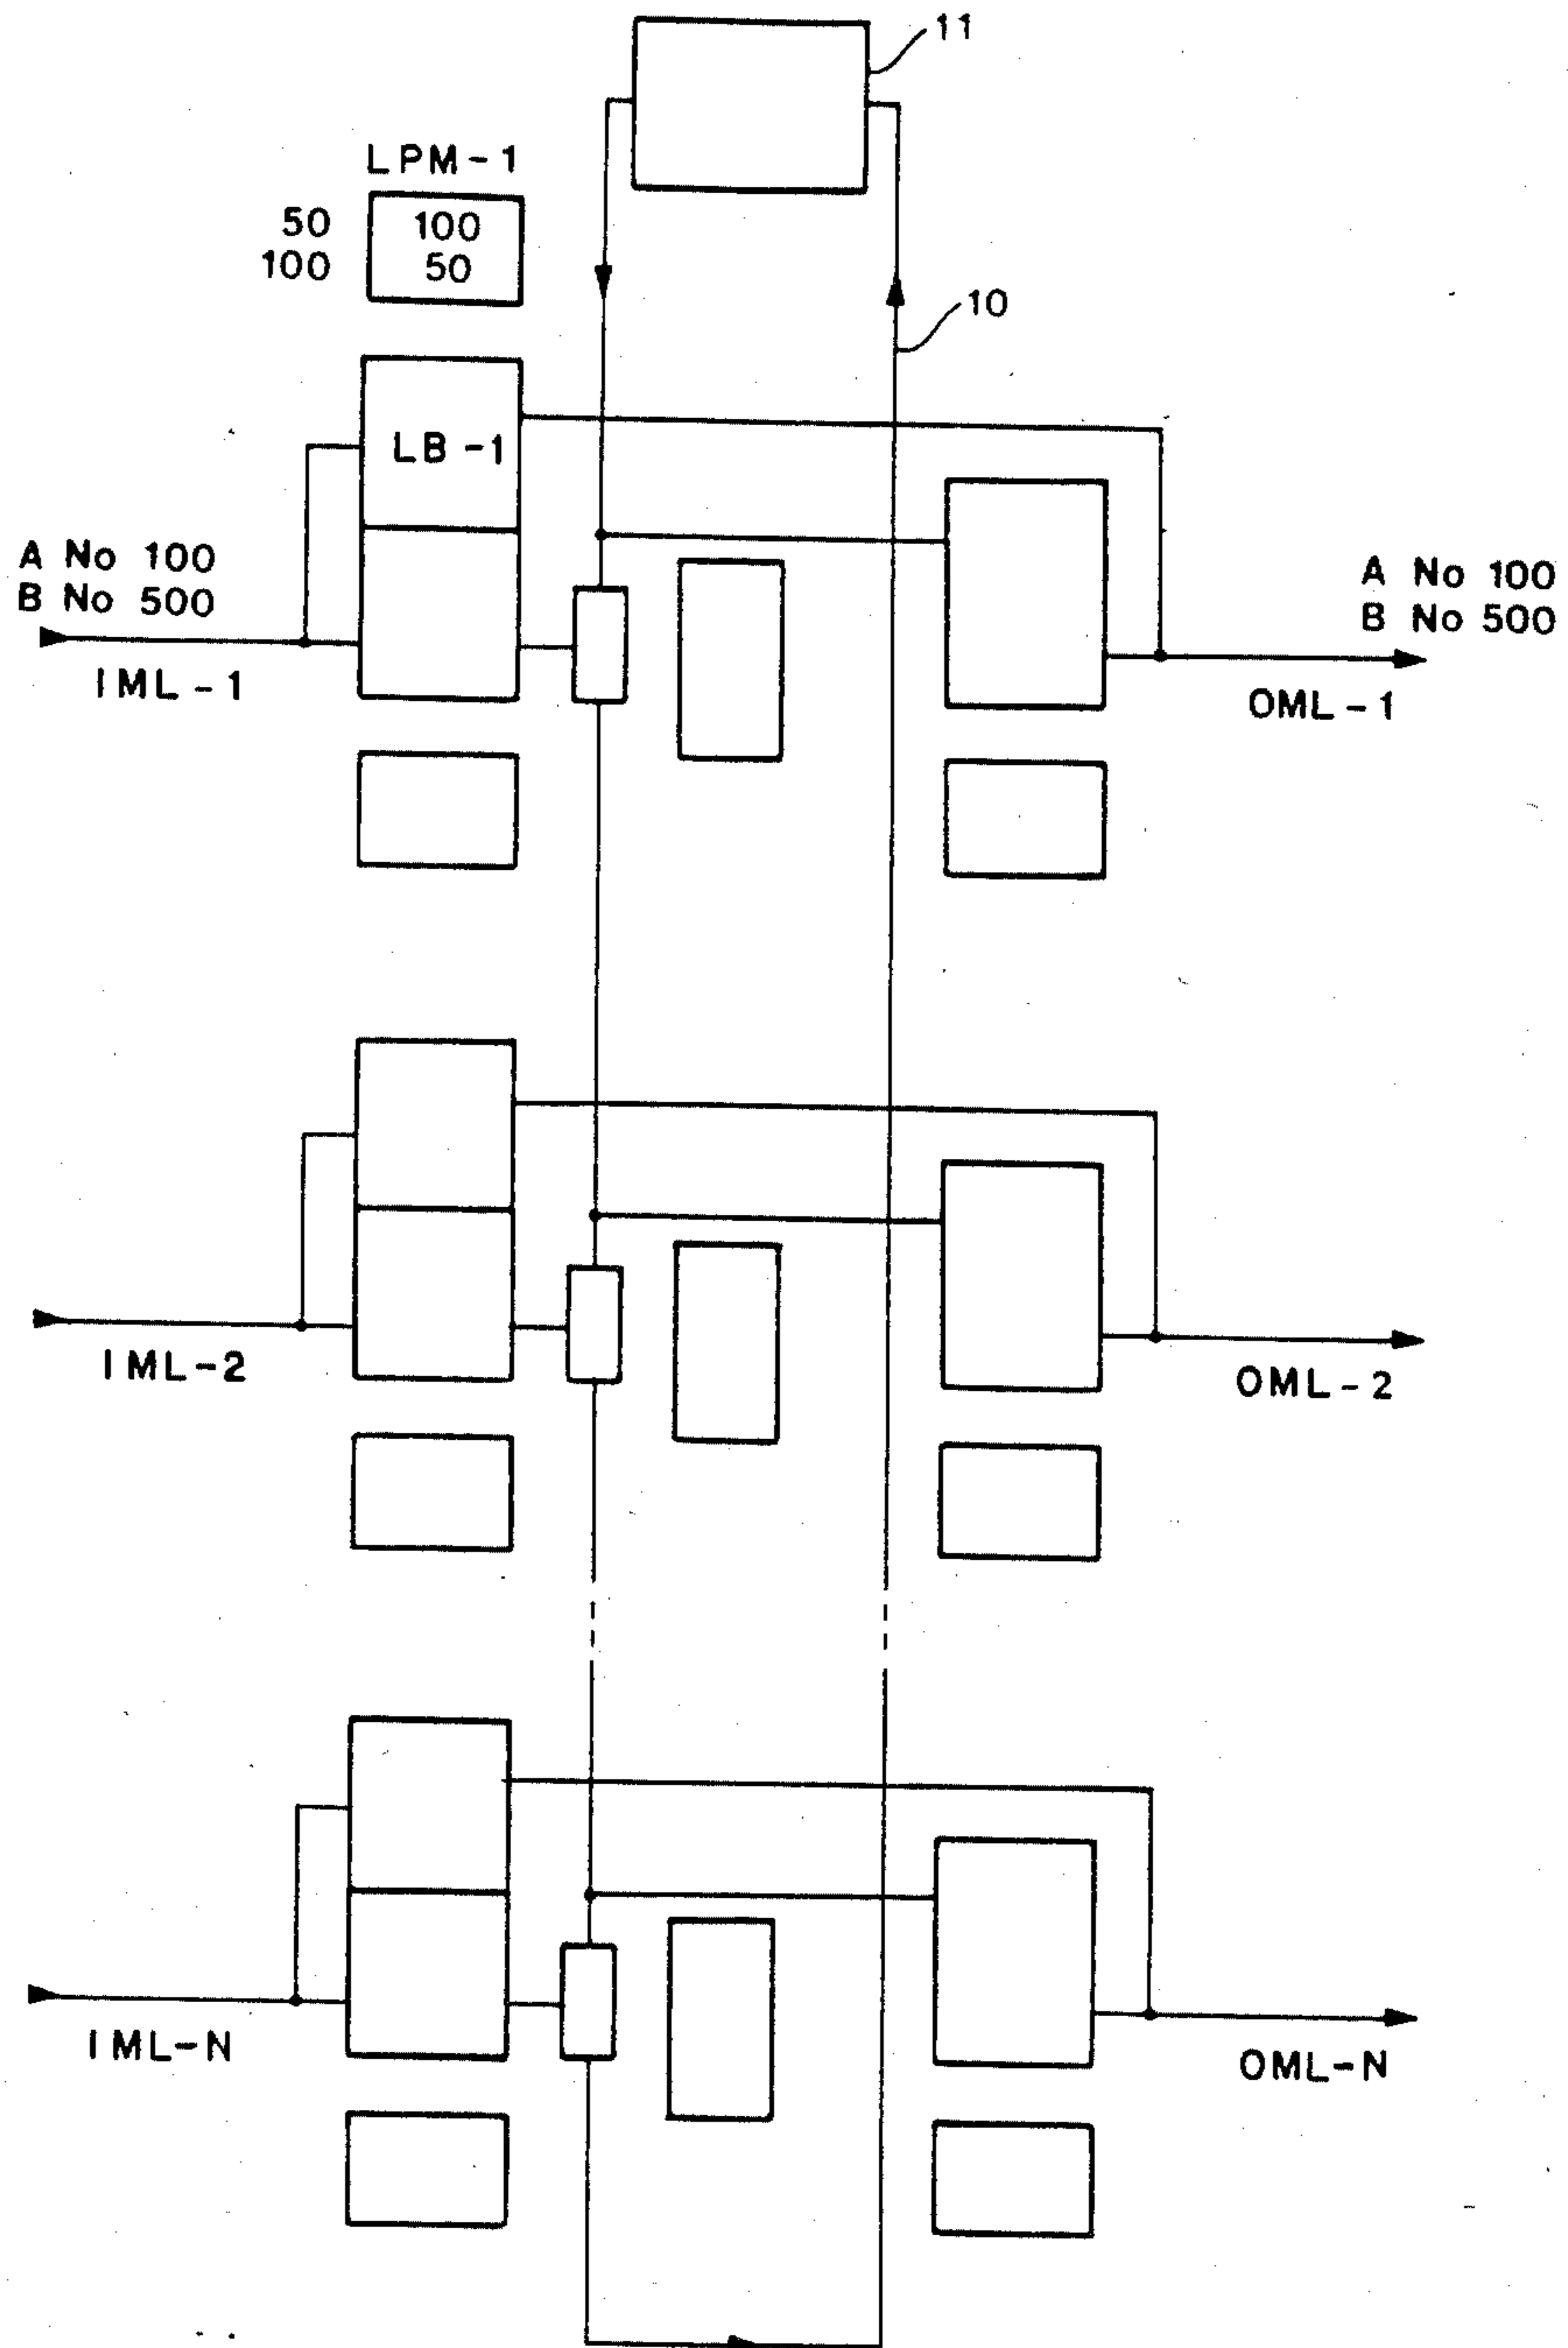 11
LPM-1
50 100
100 50
10
LB-1
A No 100
B No 500
A No 100
B No 500
IML-1
OML-1
IML-2
OML-2
IML-N
OML-N